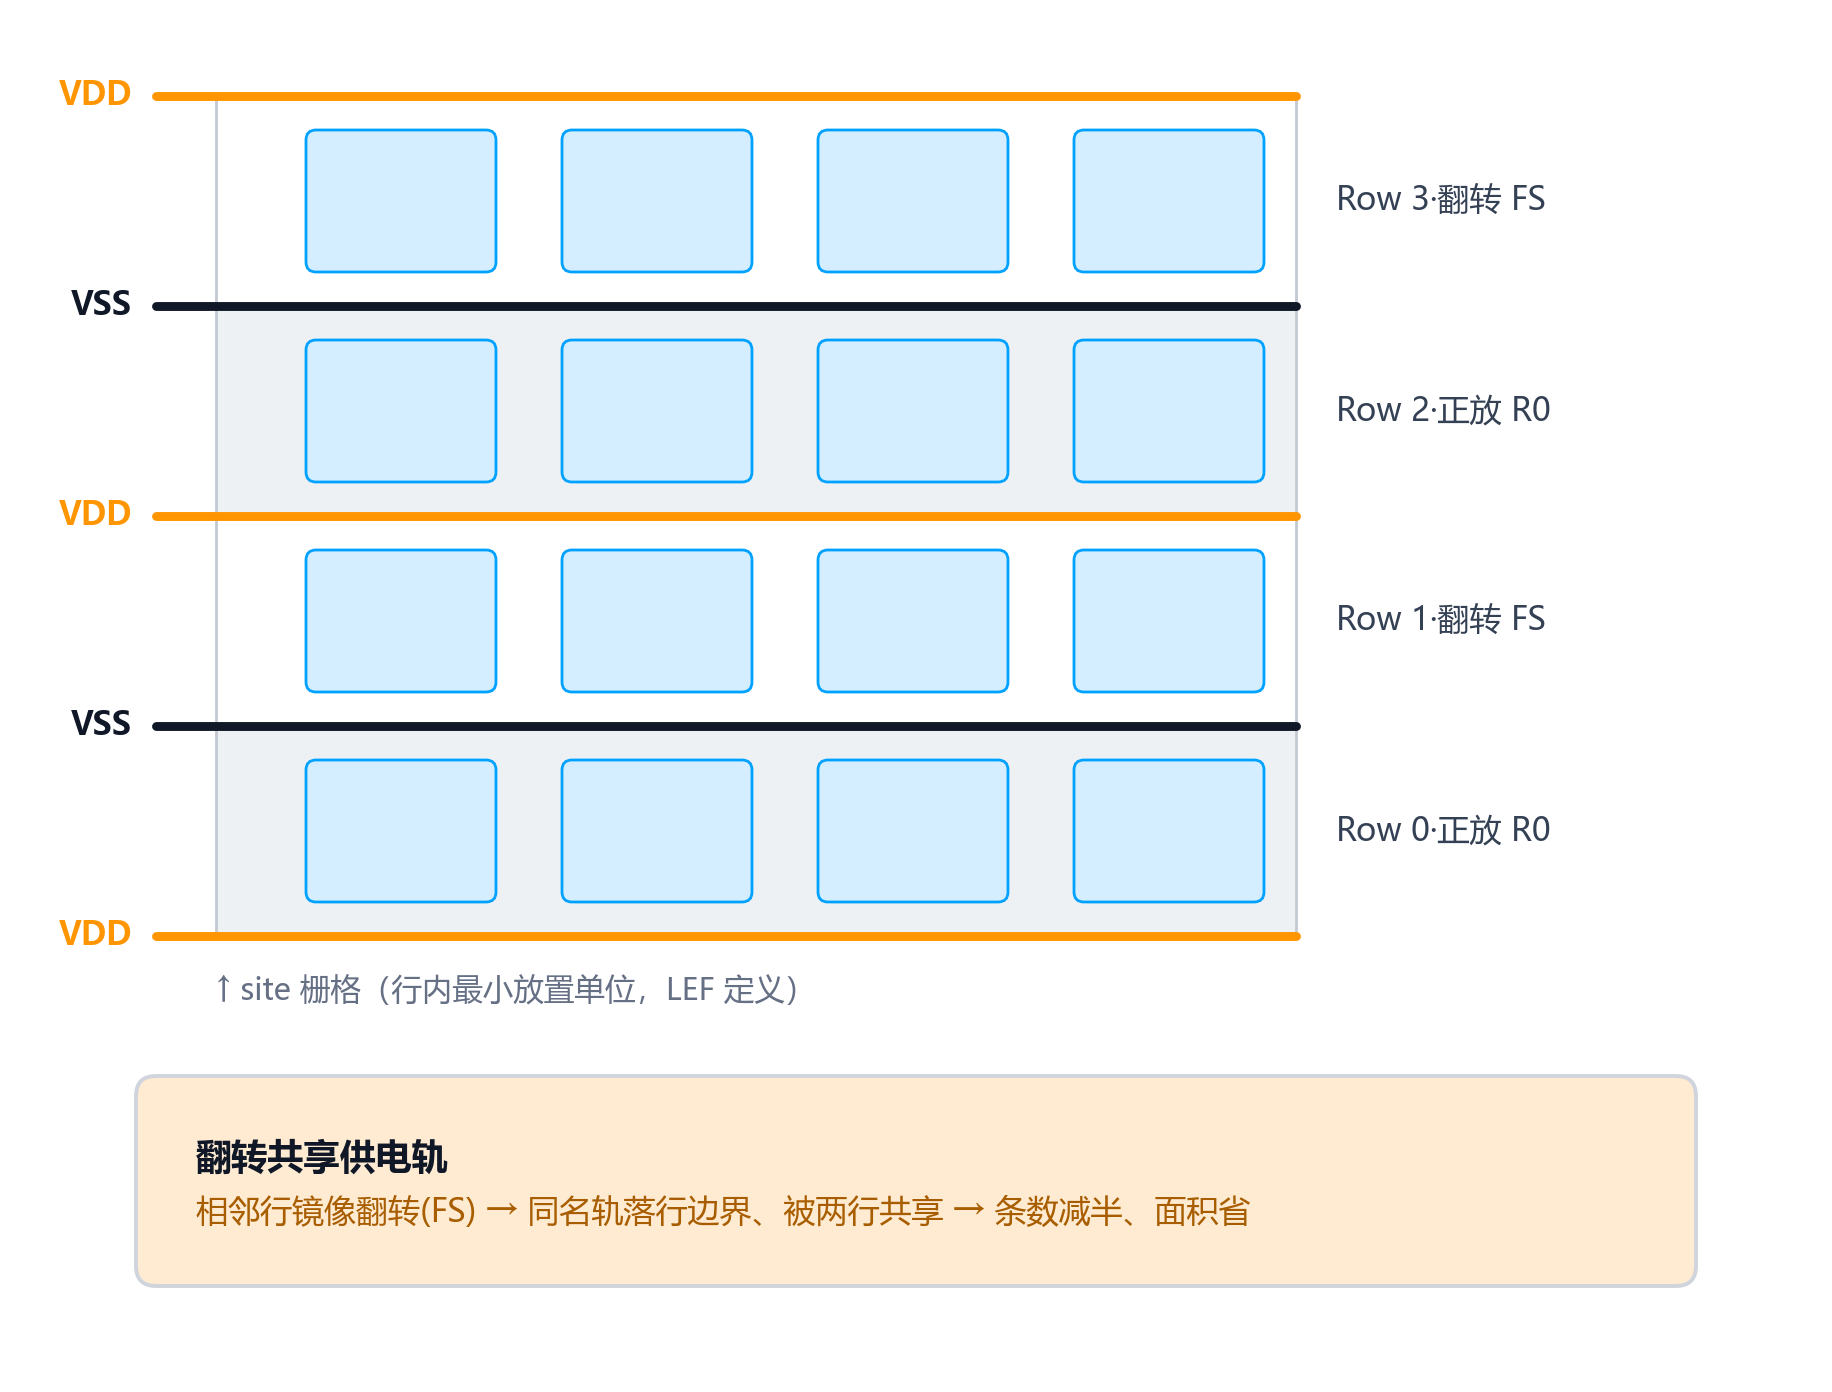 VDD
Row 3·翻转 FS
VSS
Row 2·正放 R0
VDD
Row 1·翻转 FS
VSS
Row 0·正放 R0
VDD
↑ site 栅格（行内最小放置单位，LEF 定义）
翻转共享供电轨
相邻行镜像翻转(FS) → 同名轨落行边界、被两行共享 → 条数减半、面积省